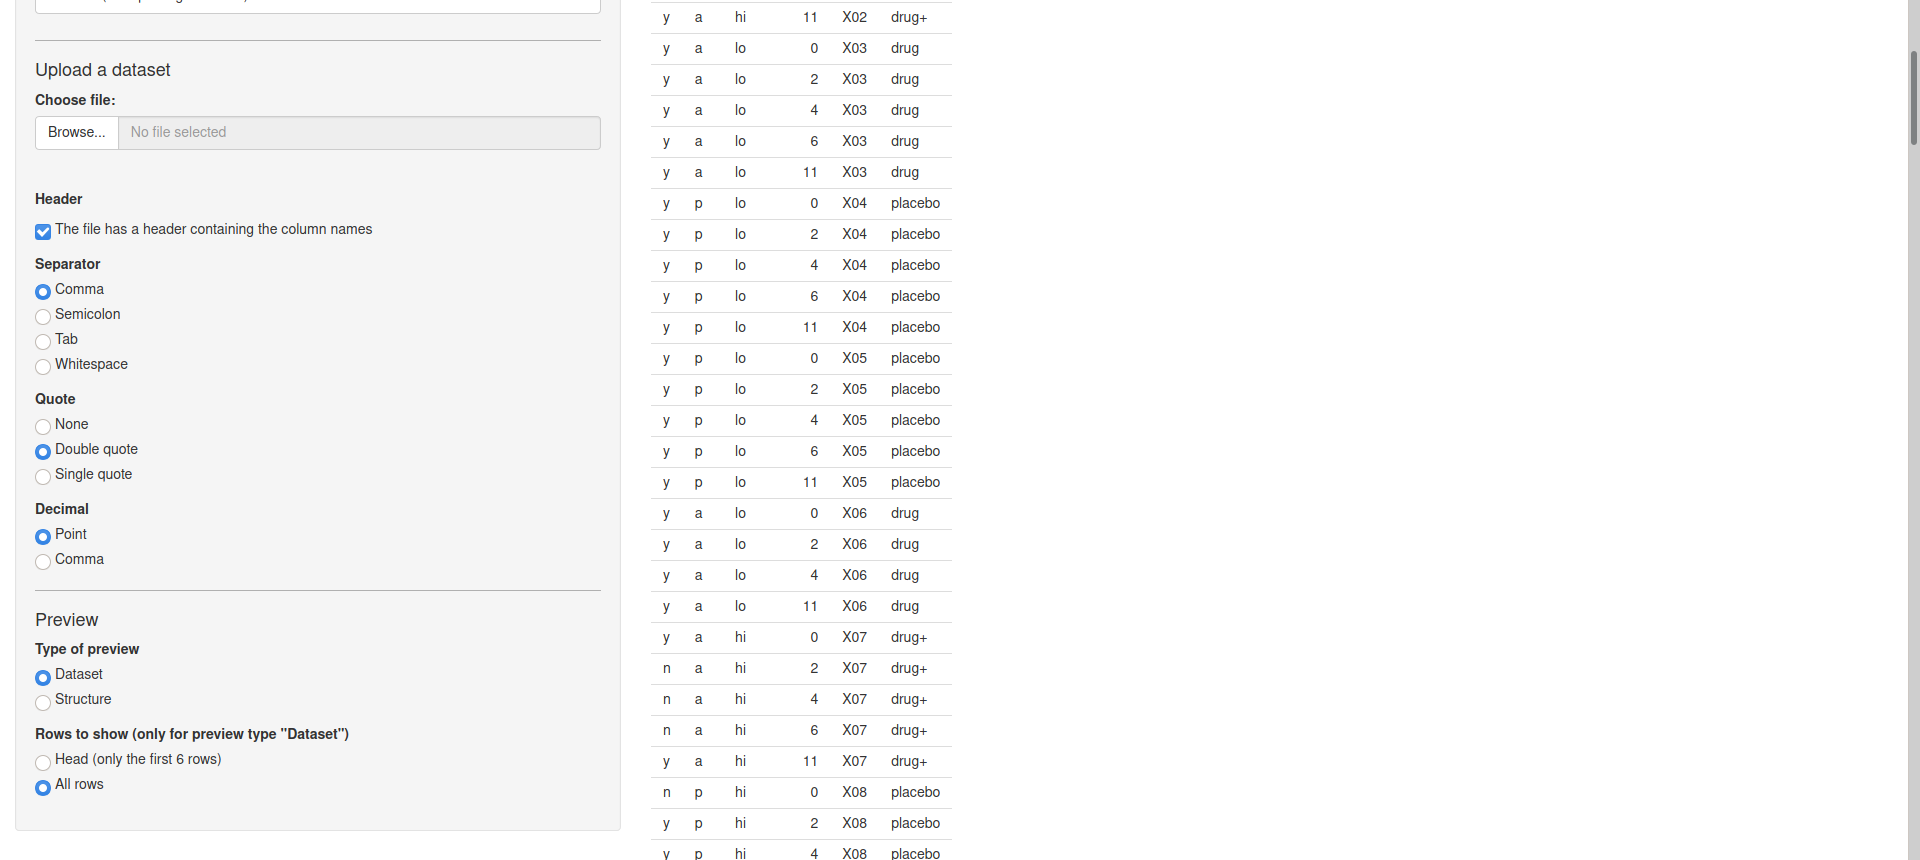 Upload a dataset
Choose file:
Browse... No file selected
Header
The file has a header containing the column names
Separator
Comma
Semicolon
Tab
Whitespace
Quote
None
Double quote
Single quote
Decimal
Point
Comma
Preview
Type of preview
Dataset
Structure
Rows to show (only for preview type "Dataset")
Head (only the first 6 rows)
All rows
y a hi 11 X02 drug+
y a lo 0 X03 drug
y a lo 2 X03 drug
y a lo 4 X03 drug
y a lo 6 X03 drug
y a lo 11 X03 drug
y p lo 0 X04 placebo
y p lo 2 X04 placebo
y p lo 4 X04 placebo
y p lo 6 X04 placebo
y p lo 11 X04 placebo
y p lo 0 X05 placebo
y p lo 2 X05 placebo
y p lo 4 X05 placebo
y p lo 6 X05 placebo
y p lo 11 X05 placebo
y a lo 0 X06 drug
y a lo 2 X06 drug
y a lo 4 X06 drug
y a lo 11 X06 drug
y a hi 0 X07 drug+
n a hi 2 X07 drug+
n a hi 4 X07 drug+
n a hi 6 X07 drug+
y a hi 11 X07 drug+
n p hi 0 X08 placebo
y p hi 2 X08 placebo
y p hi 4 X08 placebo